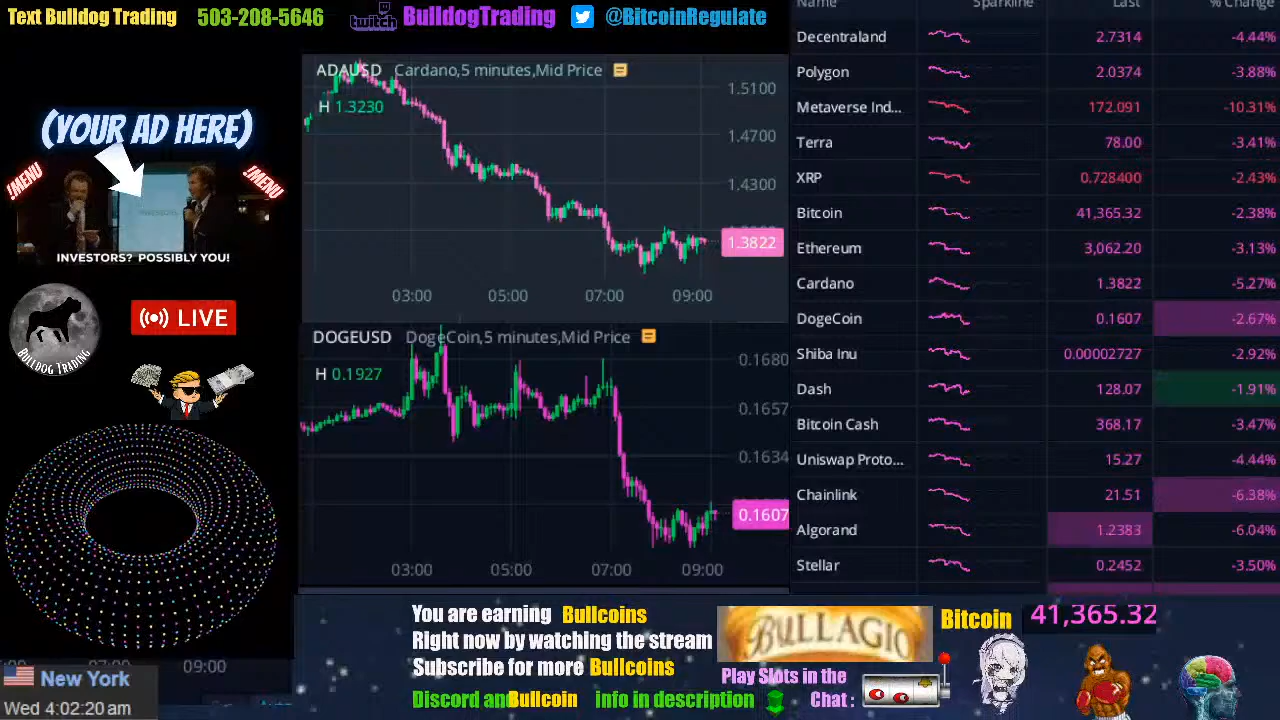 Text Bulldog Trading 503-208-5646 twitch BulldogTrading @BitcoinRegulate
(YOUR AD HERE)
!MENU !MENU
INVESTORS? POSSIBLY YOU!
BULLDOG TRADING
LIVE
ADAUSD Cardano,5 minutes,Mid Price
H 1.3230
1.5100
1.4700
1.4300
1.3822
03:00 05:00 07:00 09:00
DOGEUSD DogeCoin,5 minutes,Mid Price
H 0.1927
0.1680
0.1657
0.1634
0.1607
03:00 05:00 07:00 09:00
Name Sparkline Last % Change
Decentraland 2.7314 -4.44%
Polygon 2.0374 -3.88%
Metaverse Ind... 172.091 -10.31%
Terra 78.00 -3.41%
XRP 0.728400 -2.43%
Bitcoin 41,365.32 -2.38%
Ethereum 3,062.20 -3.13%
Cardano 1.3822 -5.27%
DogeCoin 0.1607 -2.67%
Shiba Inu 0.00002727 -2.92%
Dash 128.07 -1.91%
Bitcoin Cash 368.17 -3.47%
Uniswap Proto... 15.27 -4.44%
Chainlink 21.51 -6.38%
Algorand 1.2383 -6.04%
Stellar 0.2452 -3.50%
You are earning Bullcoins
Right now by watching the stream
Subscribe for more Bullcoins
Discord and Bullcoin info in description
BULLAGIO
Play Slots in the
Chat :
Bitcoin 41,365.32
09:00
New York
Wed 4:02:20 am